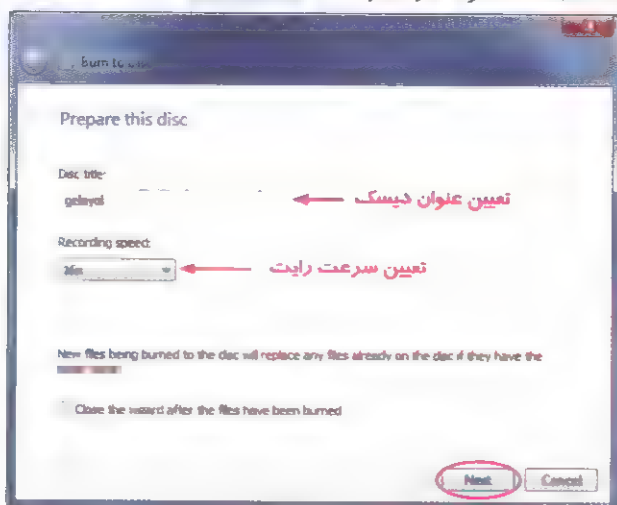 Burn to
Prepare this disc
Disc title:
تعیین عنوان دیسک
Recording speed:
تعیین سرعت رایت
New files being burned to the disc will replace any files already on the disc if they have the
Close the wizard after the files have been burned
Next Cancel